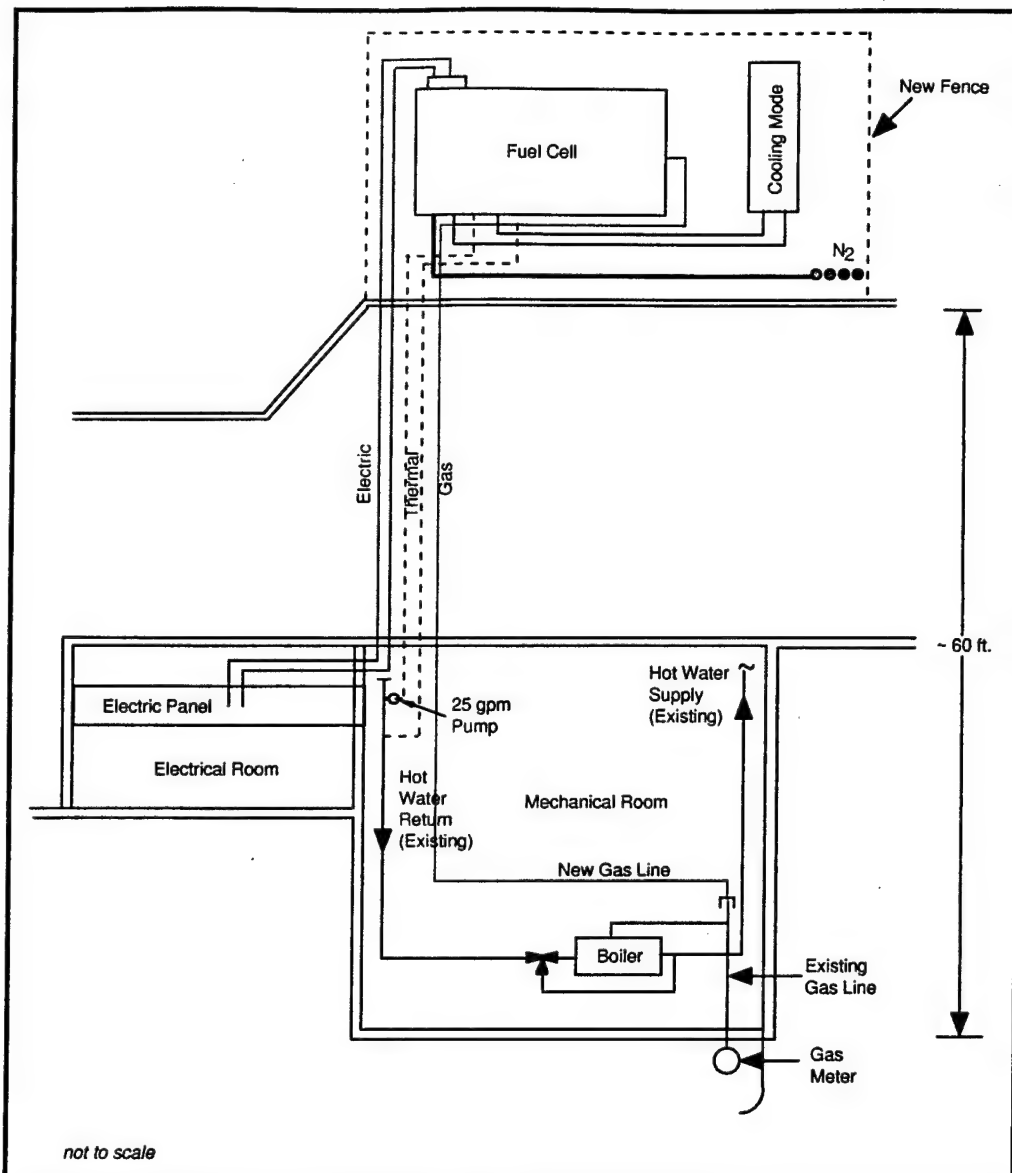 New Fence
Fuel Cell
Cooling Mode
N2
Electric
Thermal
Gas
~ 60 ft.
Electric Panel
25 gpm
Pump
Hot Water
Supply
(Existing)
Electrical Room
Hot
Water
Return
(Existing)
Mechanical Room
New Gas Line
Boiler
Existing
Gas Line
Gas
Meter
not to scale